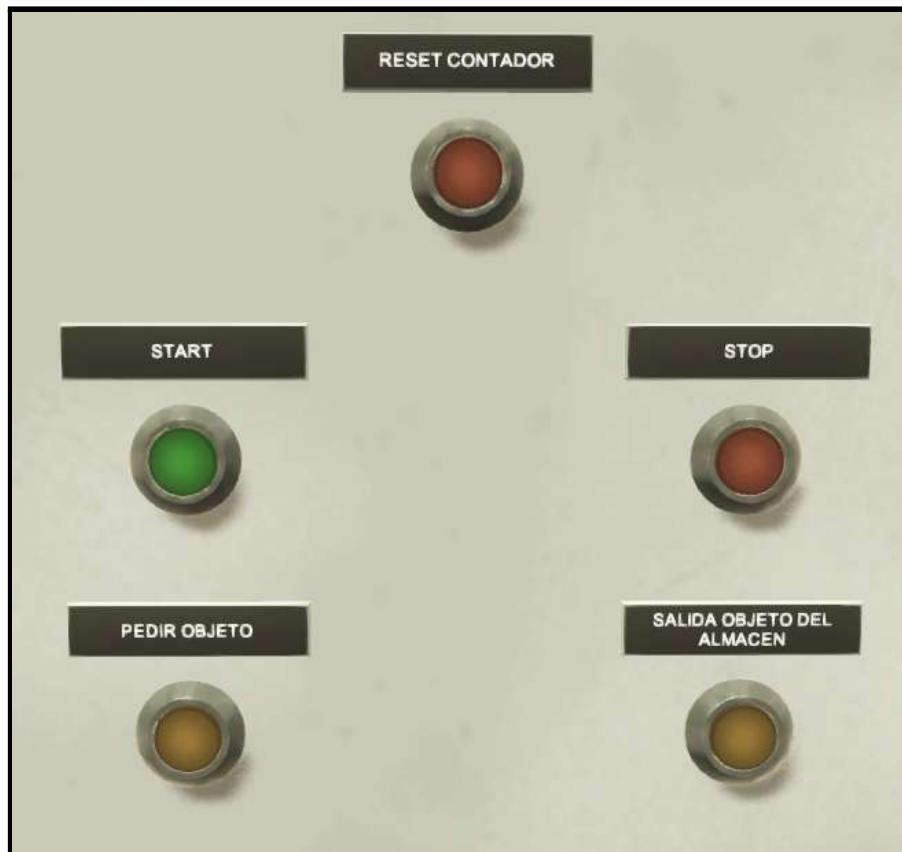 RESET CONTADOR
START
STOP
PEDIR OBJETO
SALIDA OBJETO DEL
ALMACEN